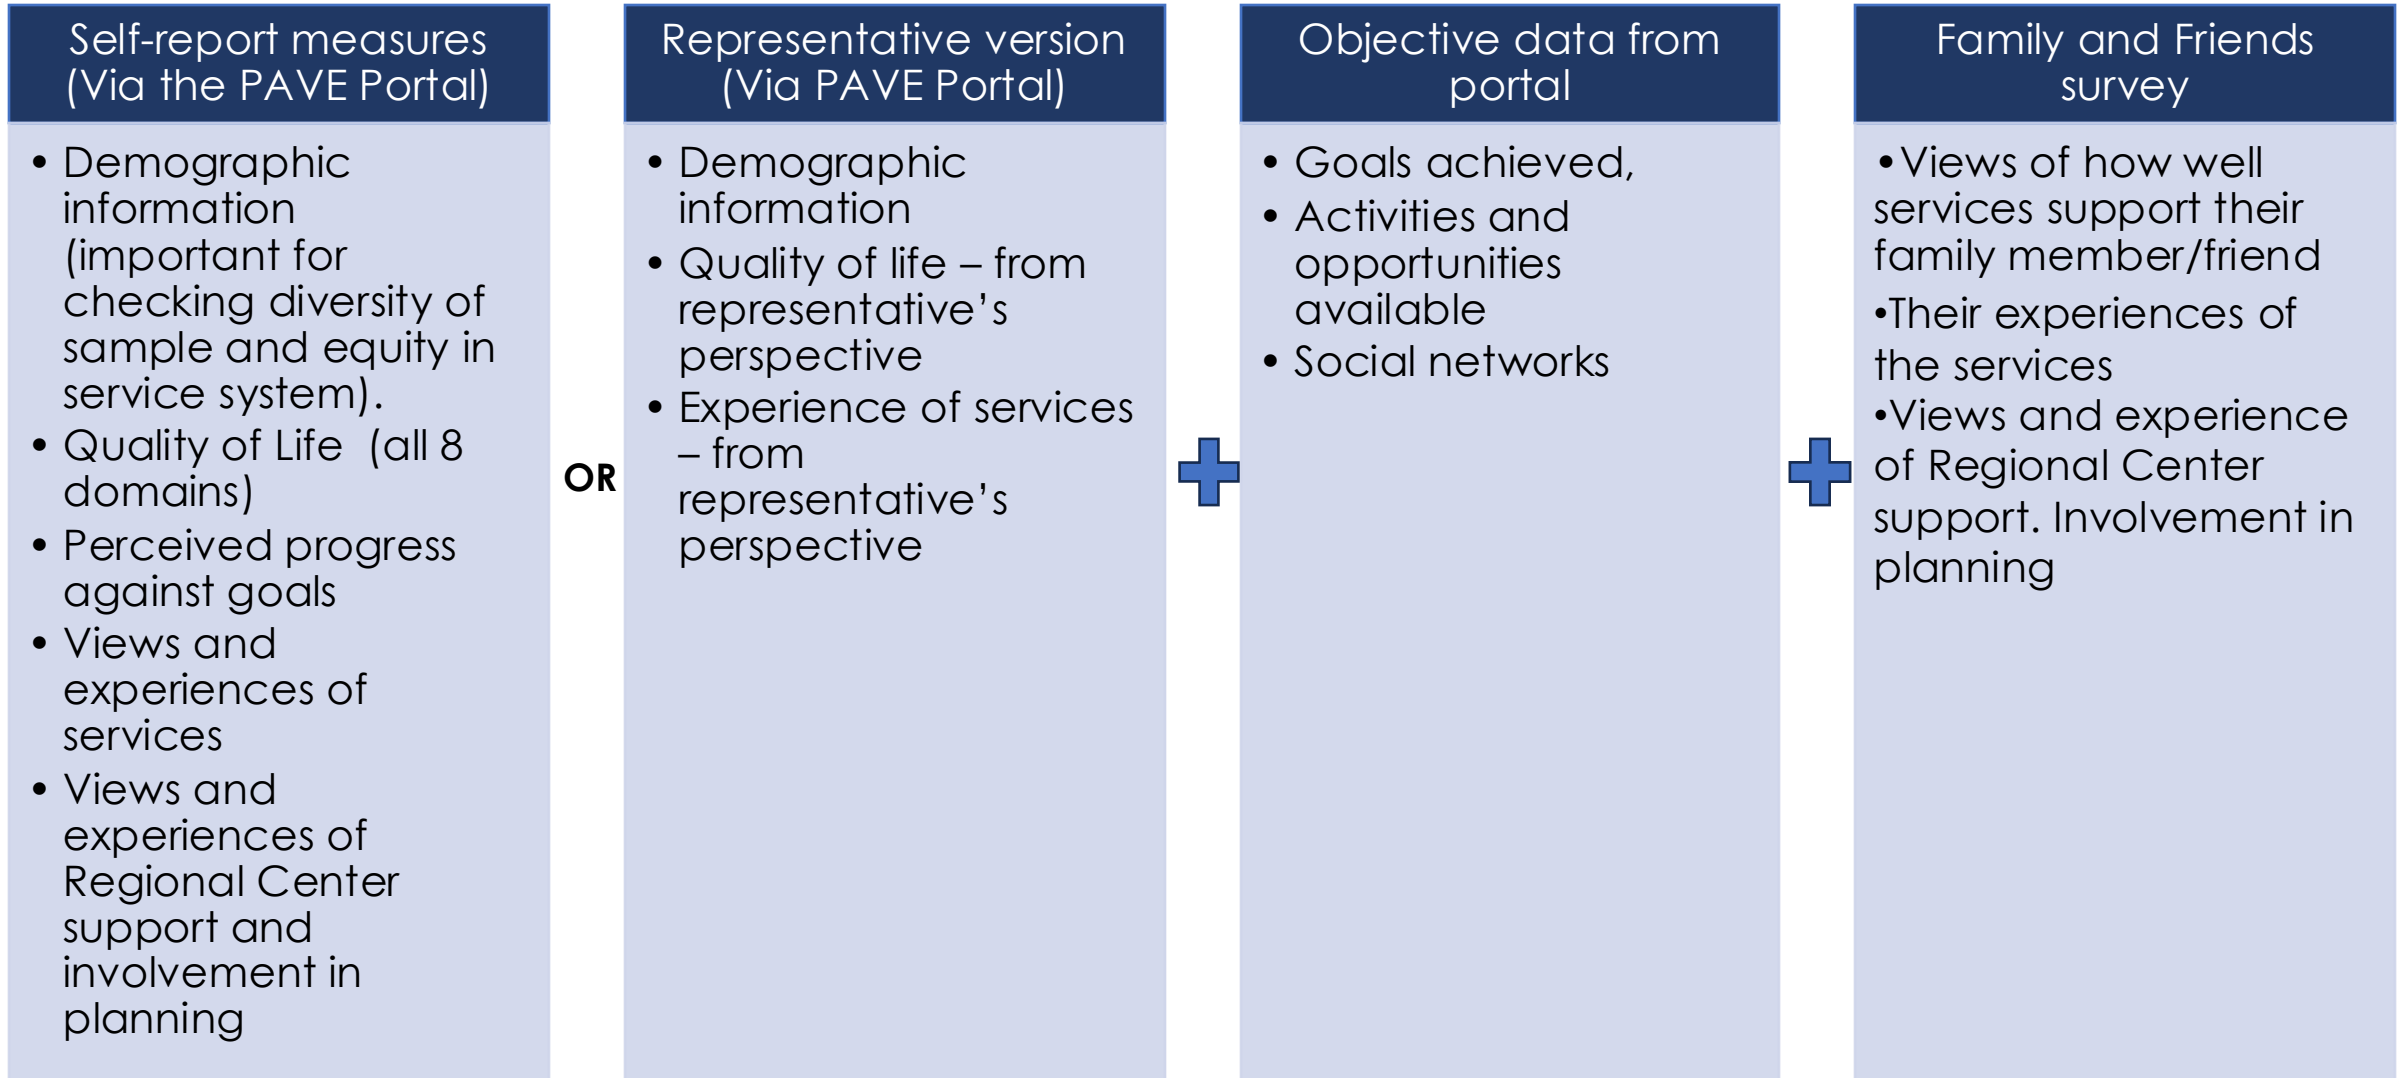 Self-report measures
(Via the PAVE Portal)
• Demographic
information
(important for
checking diversity of
sample and equity in
service system).
• Quality of Life  (all 8
domains)
• Perceived progress
against goals
• Views and
experiences of
services
• Views and
experiences of
Regional Center
support and
involvement in
planning
OR
Representative version
(Via PAVE Portal)
• Demographic
information
• Quality of life – from
representative’s
perspective
• Experience of services
– from
representative’s
perspective
Objective data from
portal
• Goals achieved,
• Activities and
opportunities
available
• Social networks
Family and Friends
survey
•Views of how well
services support their
family member/friend
•Their experiences of
the services
•Views and experience
of Regional Center
support. Involvement in
planning